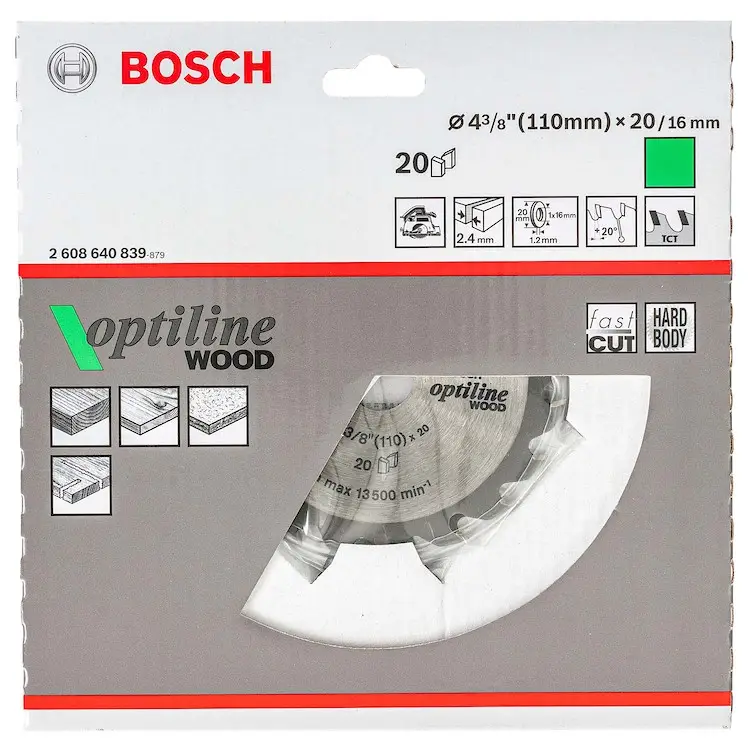 BOSCH
⌀ 4 3/8" (110mm) × 20 / 16 mm
20
2.4 mm
20 mm
1x16mm
1.2mm
+20°
TCT
2 608 640 839-879
optiline
WOOD
fast CUT
HARD BODY
optiline
WOOD
3/8" (110) x 20
20
max 13500 min-1